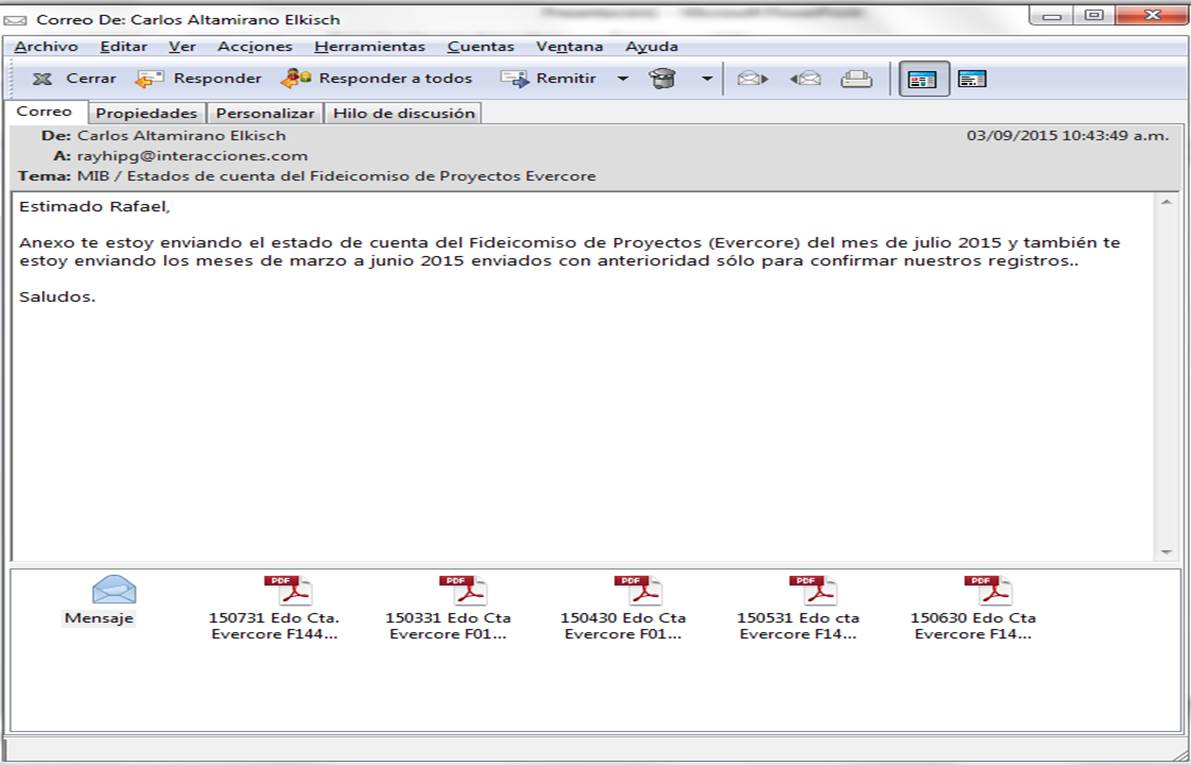 Correo De: Carlos Altamirano Elkisch
Archivo Editar Ver Acciones Herramientas Cuentas Ventana Ayuda
Cerrar Responder Responder a todos Remitir
Correo Propiedades Personalizar Hilo de discusión
De: Carlos Altamirano Elkisch 03/09/2015 10:43:49 a.m.
A: rayhipg@interacciones.com
Tema: MIB / Estados de cuenta del Fideicomiso de Proyectos Evercore
Estimado Rafael,
Anexo te estoy enviando el estado de cuenta del Fideicomiso de Proyectos (Evercore) del mes de julio 2015 y también te
estoy enviando los meses de marzo a junio 2015 enviados con anterioridad sólo para confirmar nuestros registros..
Saludos.
PDF PDF PDF PDF PDF
Mensaje 150731 Edo Cta. 150331 Edo Cta 150430 Edo Cta 150531 Edo cta 150630 Edo Cta
Evercore F144... Evercore F01... Evercore F01... Evercore F14... Evercore F14...